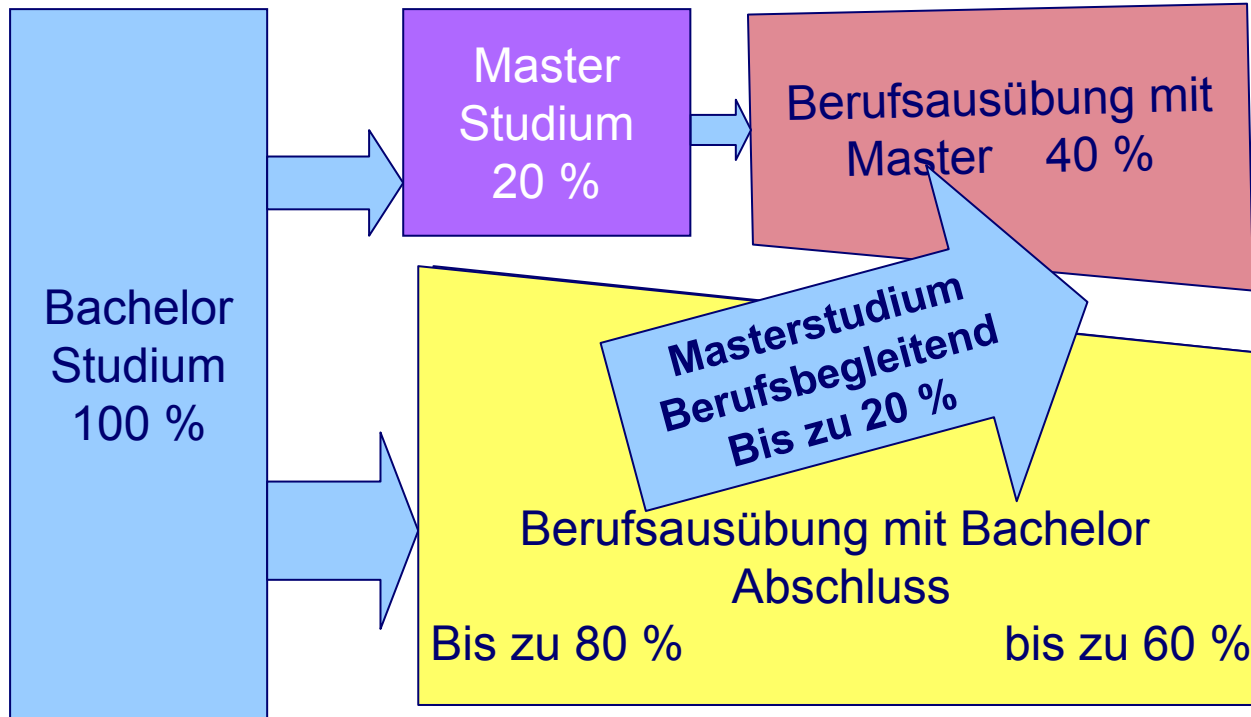 Bachelor
Studium
100 %
Master
Studium
20 %
Berufsausübung mit
Master 40 %
Masterstudium
Berufsbegleitend
Bis zu 20 %
Berufsausübung mit Bachelor
Abschluss
Bis zu 80 % bis zu 60 %